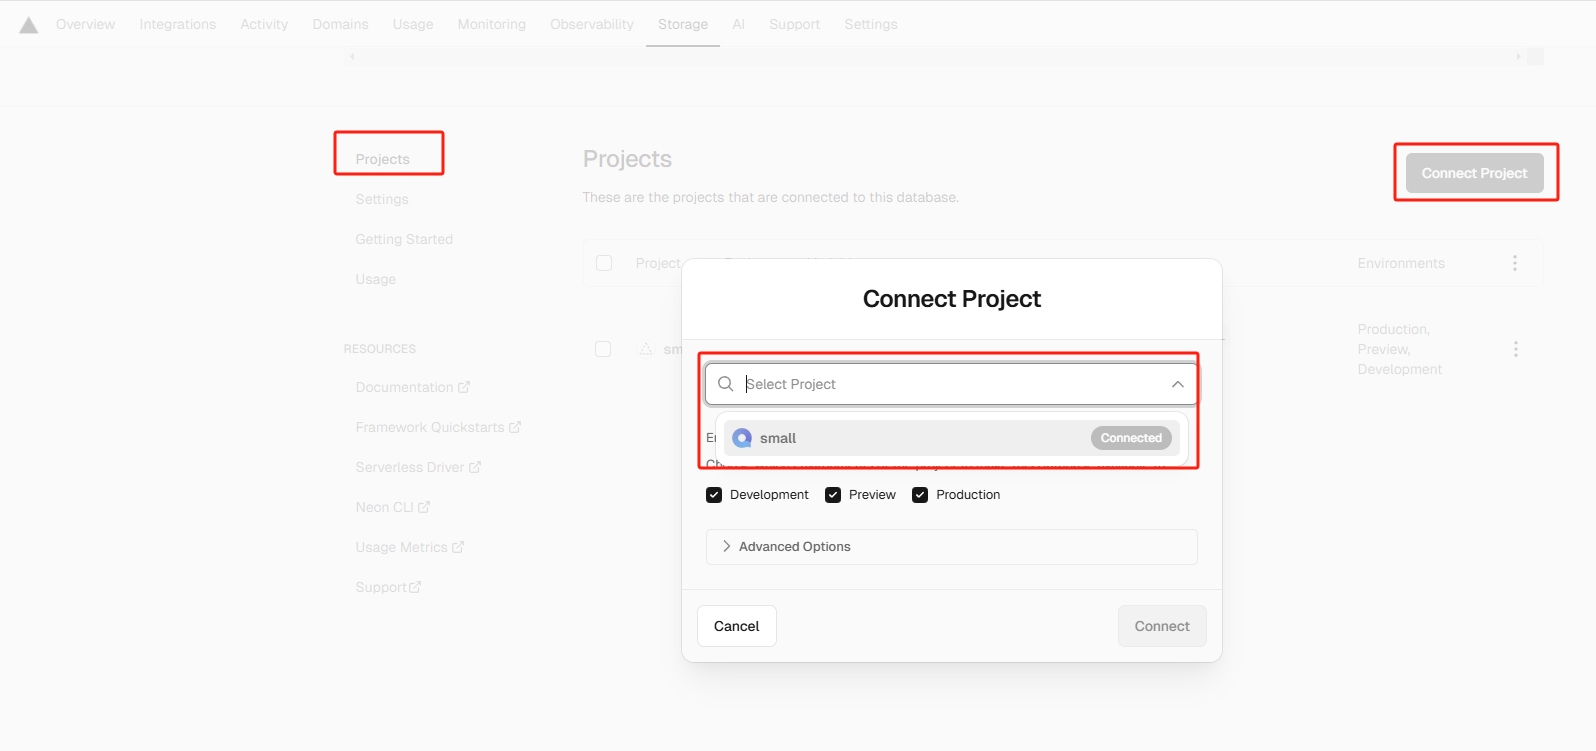 Overview Integrations Activity Domains Usage Monitoring Observability Storage AI Support Settings
Projects
Settings
Getting Started
Usage
RESOURCES
Documentation
Framework Quickstarts
Serverless Driver
Neon CLI
Usage Metrics
Support
Projects
Connect Project
These are the projects that are connected to this database.
Project
Environments
sm
Production,
Preview,
Development
Connect Project
Select Project
small
Connected
Development Preview Production
Advanced Options
Cancel
Connect